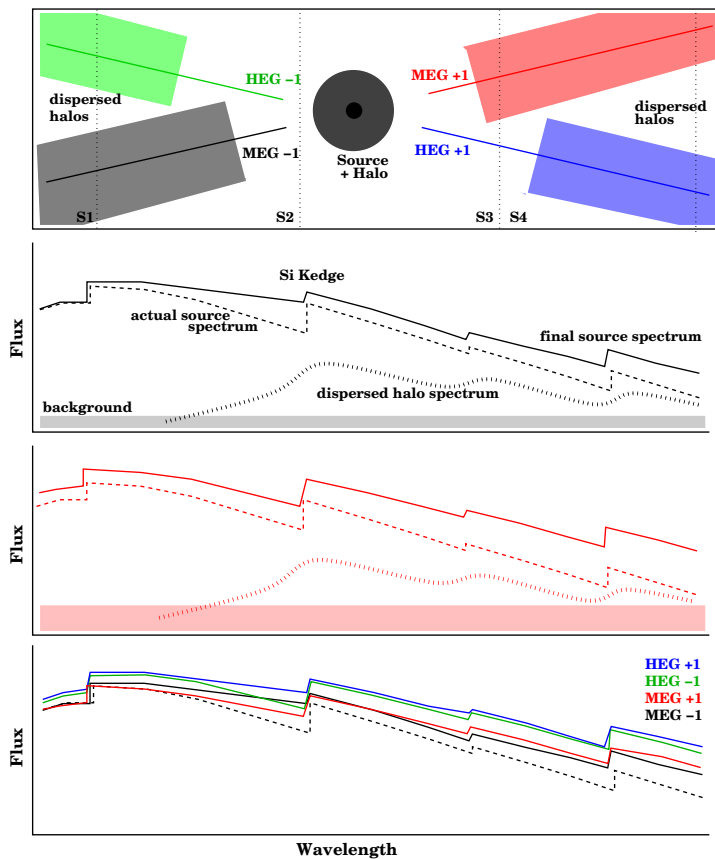 HEG −1
MEG +1
dispersed
halos
dispersed
halos
MEG −1
HEG +1
Source
+ Halo
S1
S2
S3
S4
Flux
Si Kedge
actual source
spectrum
final source spectrum
dispersed halo spectrum
background
Flux
Flux
HEG +1
HEG −1
MEG +1
MEG −1
Wavelength